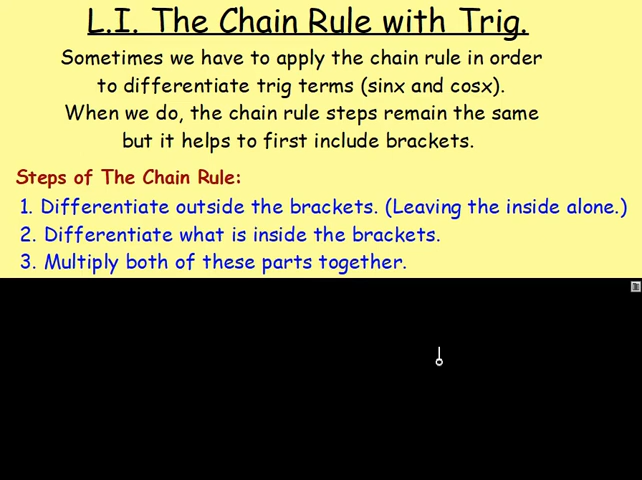 L.I. The Chain Rule with Trig.
Sometimes we have to apply the chain rule in order
to differentiate trig terms (sinx and cosx).
When we do, the chain rule steps remain the same
but it helps to first include brackets.
Steps of The Chain Rule:
1. Differentiate outside the brackets. (Leaving the inside alone.)
2. Differentiate what is inside the brackets.
3. Multiply both of these parts together.